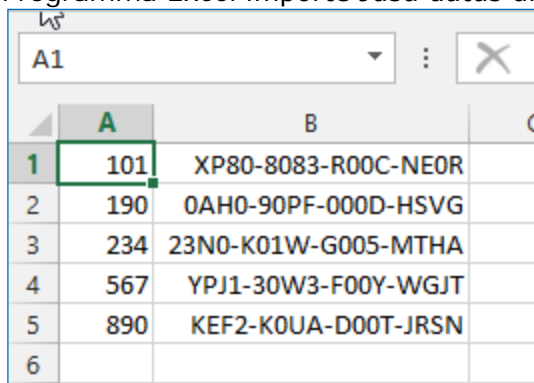 A1
A B
1 101 XP80-8083-R00C-NE0R
2 190 0AH0-90PF-000D-HSVG
3 234 23N0-K01W-G005-MTHA
4 567 YPJ1-30W3-F00Y-WGJT
5 890 KEF2-K0UA-D00T-JRSN
6